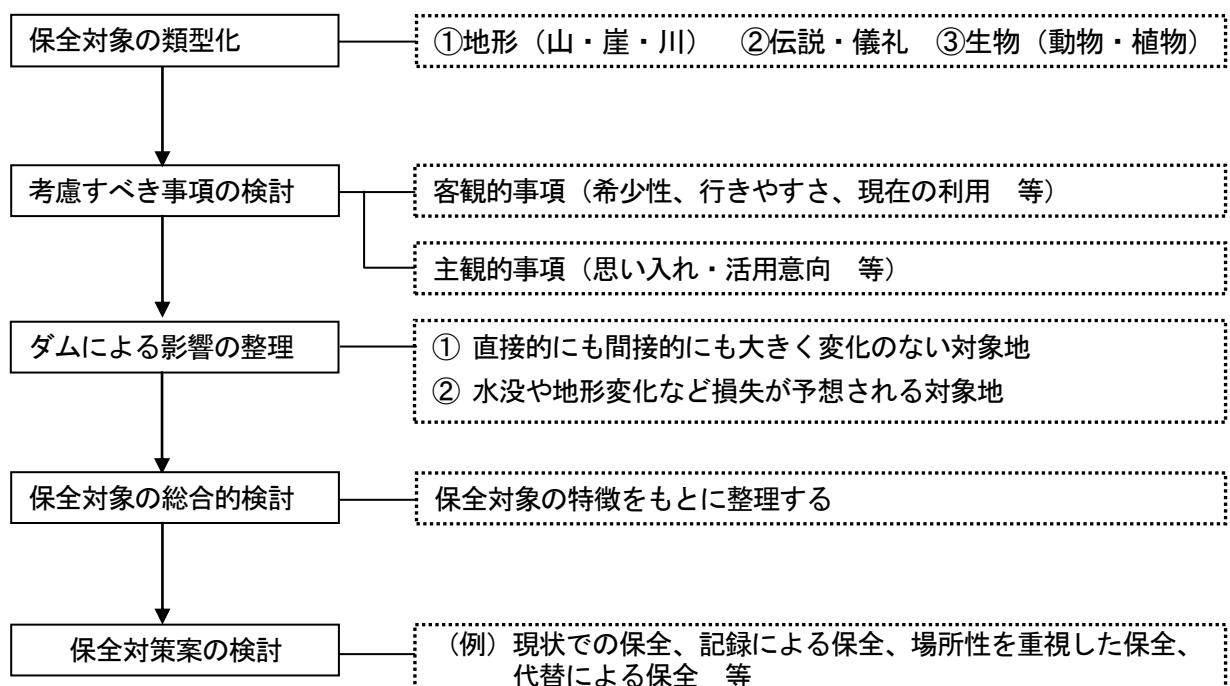 保全対象の類型化
①地形（山・崖・川）　②伝説・儀礼　③生物（動物・植物）
考慮すべき事項の検討
客観的事項（希少性、行きやすさ、現在の利用　等）
主観的事項（思い入れ・活用意向　等）
ダムによる影響の整理
① 直接的にも間接的にも大きく変化のない対象地
② 水没や地形変化など損失が予想される対象地
保全対象の総合的検討
保全対象の特徴をもとに整理する
保全対策案の検討
（例）現状での保全、記録による保全、場所性を重視した保全、
代替による保全　等